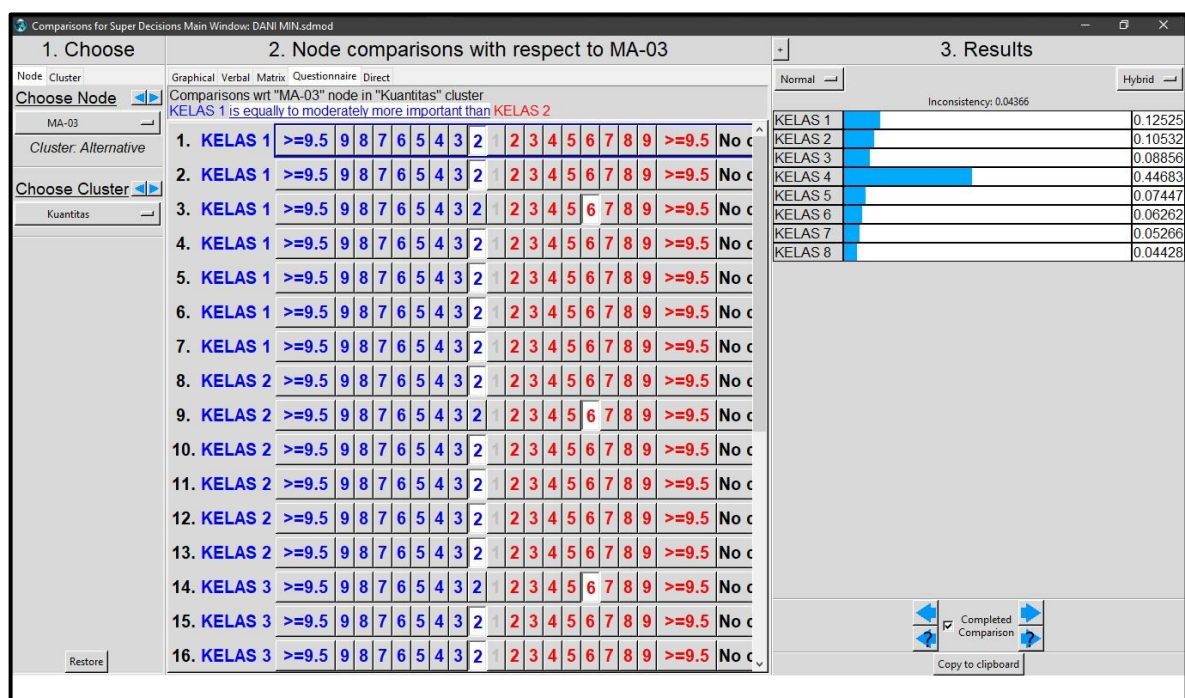 Comparisons for Super Decisions Main Window: DANI MIN.sdmod
1. Choose
Node Cluster
Choose Node
MA-03
Cluster: Alternative
Choose Cluster
Kuantitas
Restore
2. Node comparisons with respect to MA-03
Graphical Verbal Matrix Questionnaire Direct
Comparisons wrt "MA-03" node in "Kuantitas" cluster
KELAS 1 is equally to moderately more important than KELAS 2
1. KELAS 1 >=9.5 9 8 7 6 5 4 3 2 1 2 3 4 5 6 7 8 9 >=9.5 No c
2. KELAS 1 >=9.5 9 8 7 6 5 4 3 2 1 2 3 4 5 6 7 8 9 >=9.5 No c
3. KELAS 1 >=9.5 9 8 7 6 5 4 3 2 1 2 3 4 5 6 7 8 9 >=9.5 No c
4. KELAS 1 >=9.5 9 8 7 6 5 4 3 2 1 2 3 4 5 6 7 8 9 >=9.5 No c
5. KELAS 1 >=9.5 9 8 7 6 5 4 3 2 1 2 3 4 5 6 7 8 9 >=9.5 No c
6. KELAS 1 >=9.5 9 8 7 6 5 4 3 2 1 2 3 4 5 6 7 8 9 >=9.5 No c
7. KELAS 1 >=9.5 9 8 7 6 5 4 3 2 1 2 3 4 5 6 7 8 9 >=9.5 No c
8. KELAS 2 >=9.5 9 8 7 6 5 4 3 2 1 2 3 4 5 6 7 8 9 >=9.5 No c
9. KELAS 2 >=9.5 9 8 7 6 5 4 3 2 1 2 3 4 5 6 7 8 9 >=9.5 No c
10. KELAS 2 >=9.5 9 8 7 6 5 4 3 2 1 2 3 4 5 6 7 8 9 >=9.5 No c
11. KELAS 2 >=9.5 9 8 7 6 5 4 3 2 1 2 3 4 5 6 7 8 9 >=9.5 No c
12. KELAS 2 >=9.5 9 8 7 6 5 4 3 2 1 2 3 4 5 6 7 8 9 >=9.5 No c
13. KELAS 2 >=9.5 9 8 7 6 5 4 3 2 1 2 3 4 5 6 7 8 9 >=9.5 No c
14. KELAS 3 >=9.5 9 8 7 6 5 4 3 2 1 2 3 4 5 6 7 8 9 >=9.5 No c
15. KELAS 3 >=9.5 9 8 7 6 5 4 3 2 1 2 3 4 5 6 7 8 9 >=9.5 No c
16. KELAS 3 >=9.5 9 8 7 6 5 4 3 2 1 2 3 4 5 6 7 8 9 >=9.5 No c
+ 3. Results
Normal Hybrid
Inconsistency: 0.04366
KELAS 1 0.12525
KELAS 2 0.10532
KELAS 3 0.08856
KELAS 4 0.44683
KELAS 5 0.07447
KELAS 6 0.06262
KELAS 7 0.05266
KELAS 8 0.04428
Completed
Comparison
? ?
Copy to clipboard